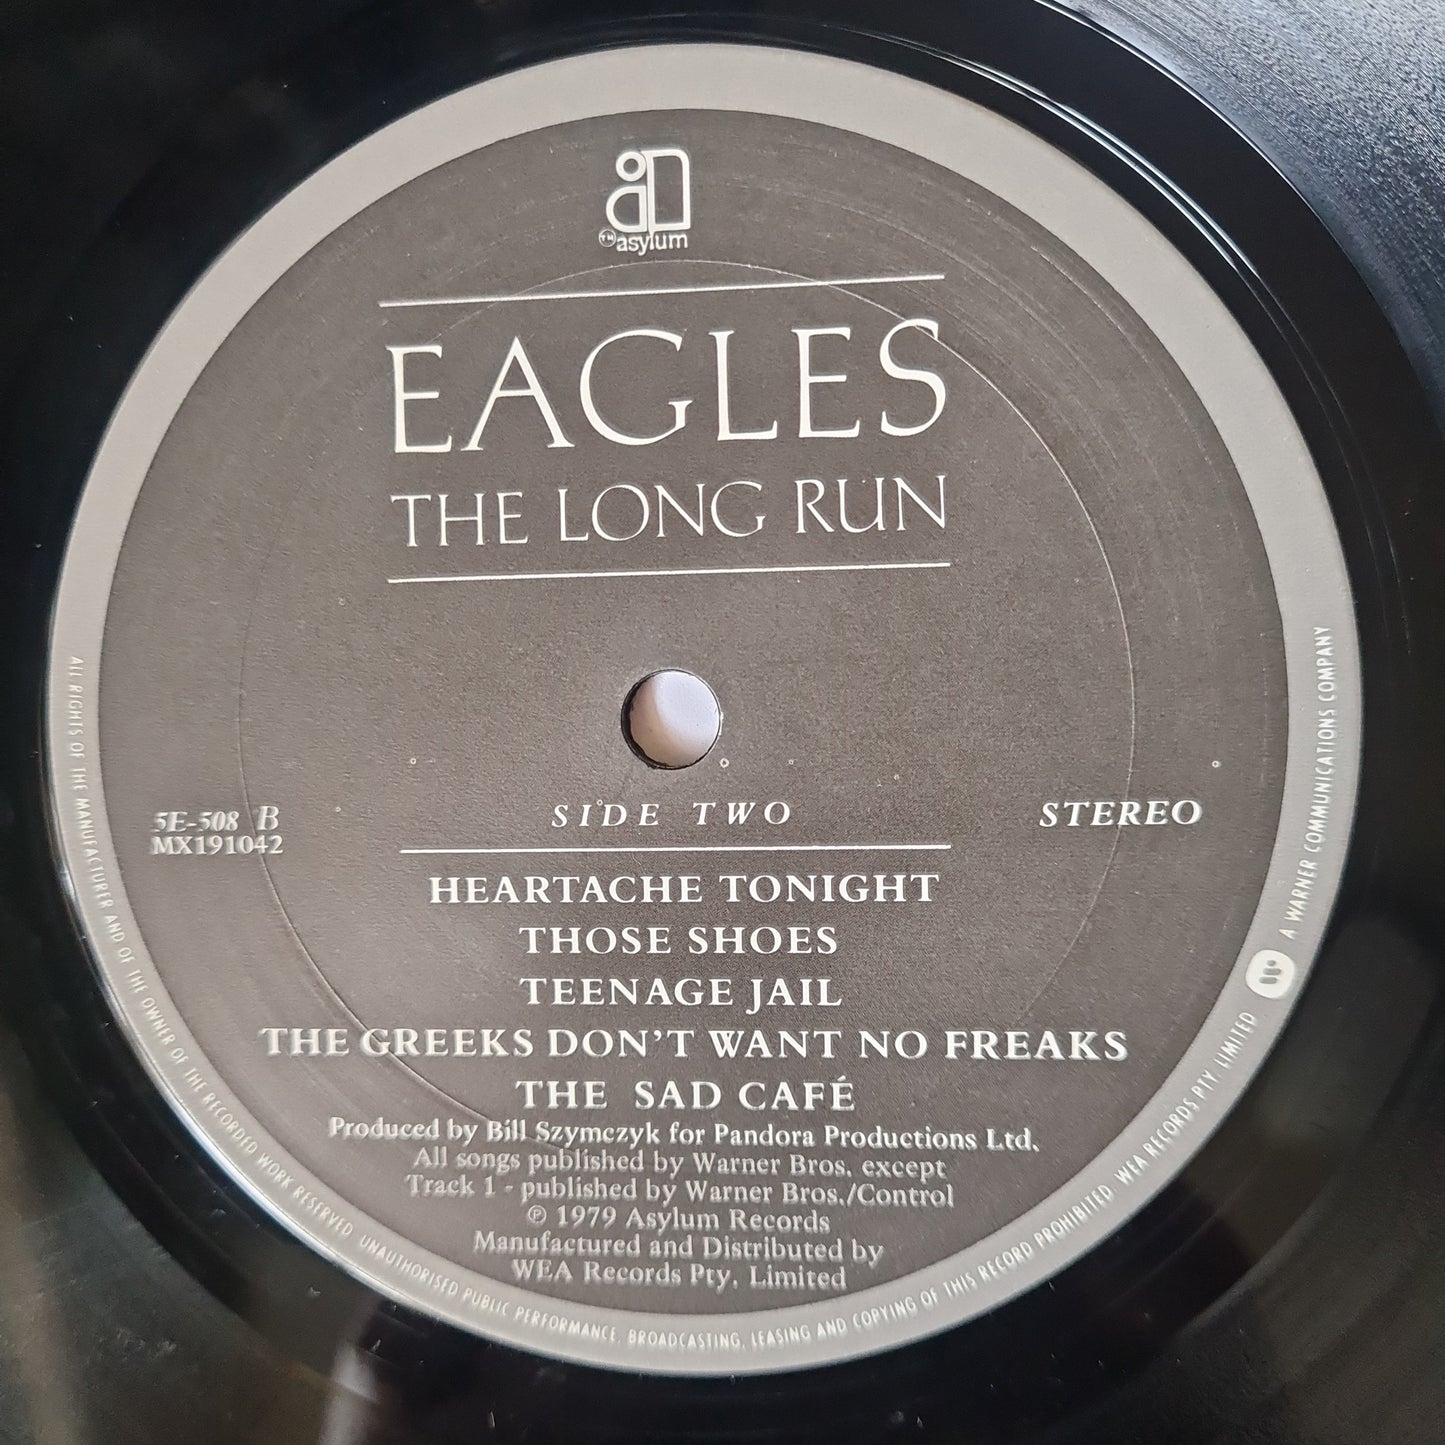 TM asylum
EAGLES
THE LONG RUN
5E-508 B
MX191042
SIDE TWO
STEREO
HEARTACHE TONIGHT
THOSE SHOES
TEENAGE JAIL
THE GREEKS DON'T WANT NO FREAKS
THE SAD CAFÉ
Produced by Bill Szymczyk for Pandora Productions Ltd.
All songs published by Warner Bros. except
Track 1 - published by Warner Bros./Control
℗ 1979 Asylum Records
Manufactured and Distributed by
WEA Records Pty. Limited
ALL RIGHTS OF THE MANUFACTURER AND OF THE OWNER OF THE RECORDED WORK RESERVED UNAUTHORISED PUBLIC PERFORMANCE, BROADCASTING, LEASING AND COPYING OF THIS RECORD PROHIBITED WEA RECORDS PTY. LIMITED A WARNER COMMUNICATIONS COMPANY